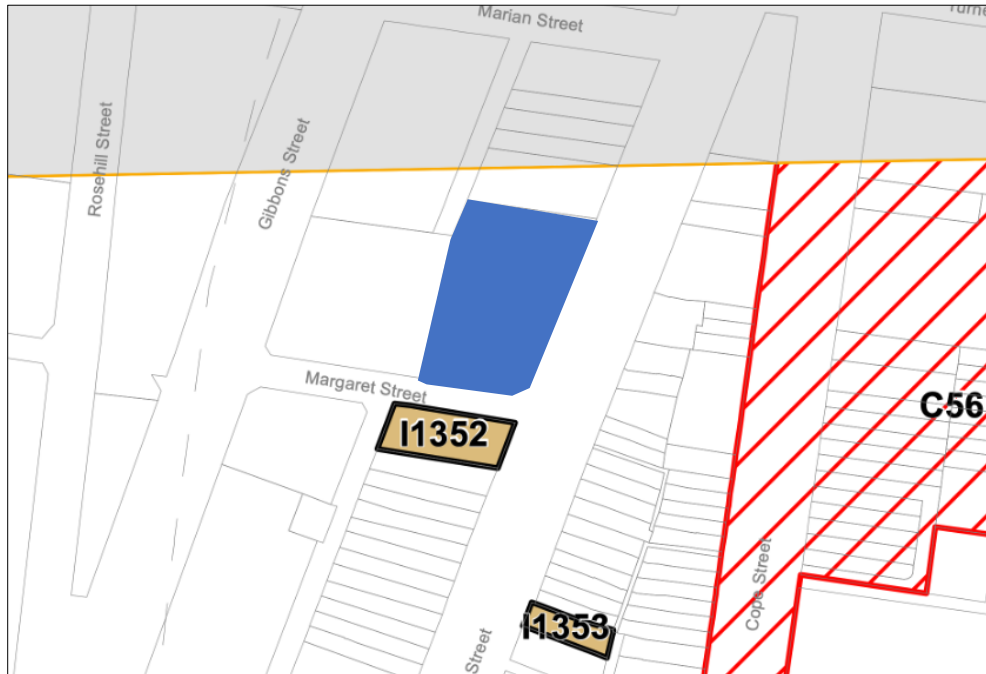 Marian Street
Rosehill Street
Gibbons Street
Margaret Street
I1352
C56
I1353
Cope Street
Street